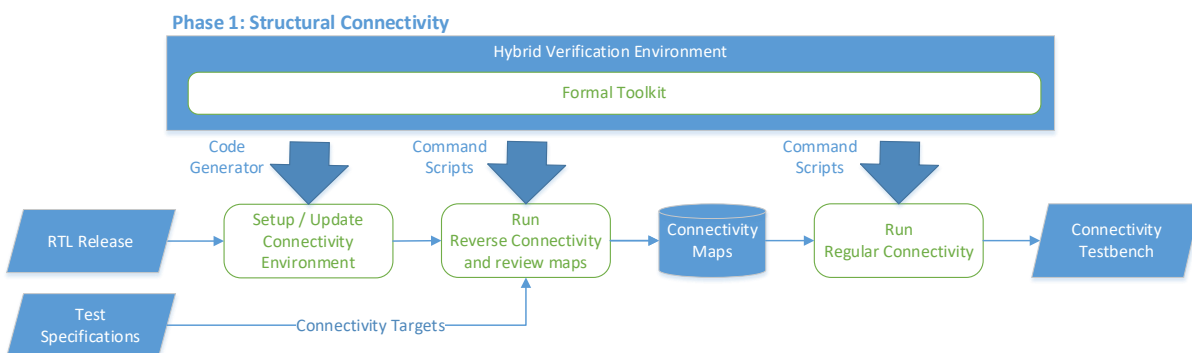 Phase 1: Structural Connectivity
Hybrid Verification Environment
Formal Toolkit
Code
Generator
Command
Scripts
Command
Scripts
RTL Release
Setup / Update
Connectivity
Environment
Run
Reverse Connectivity
and review maps
Connectivity
Maps
Run
Regular Connectivity
Connectivity
Testbench
Test
Specifications
Connectivity Targets